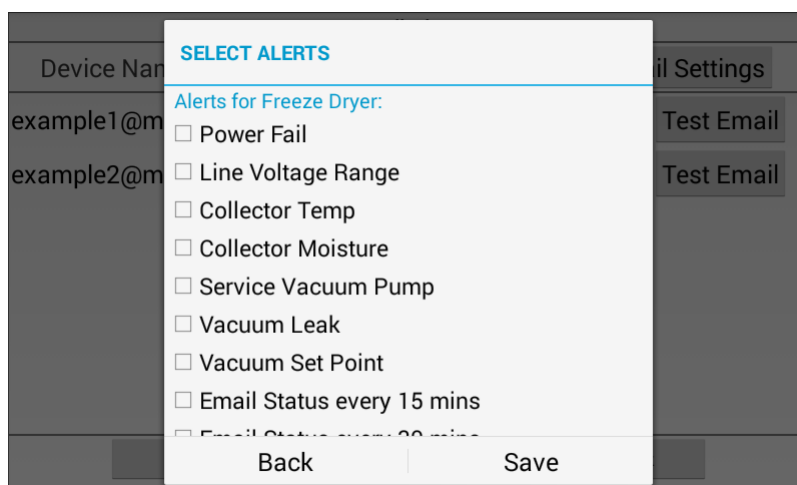 SELECT ALERTS
Device Nan
il Settings
Alerts for Freeze Dryer:
example1@m
Power Fail
Test Email
Line Voltage Range
example2@m
Test Email
Collector Temp
Collector Moisture
Service Vacuum Pump
Vacuum Leak
Vacuum Set Point
Email Status every 15 mins
Back
Save